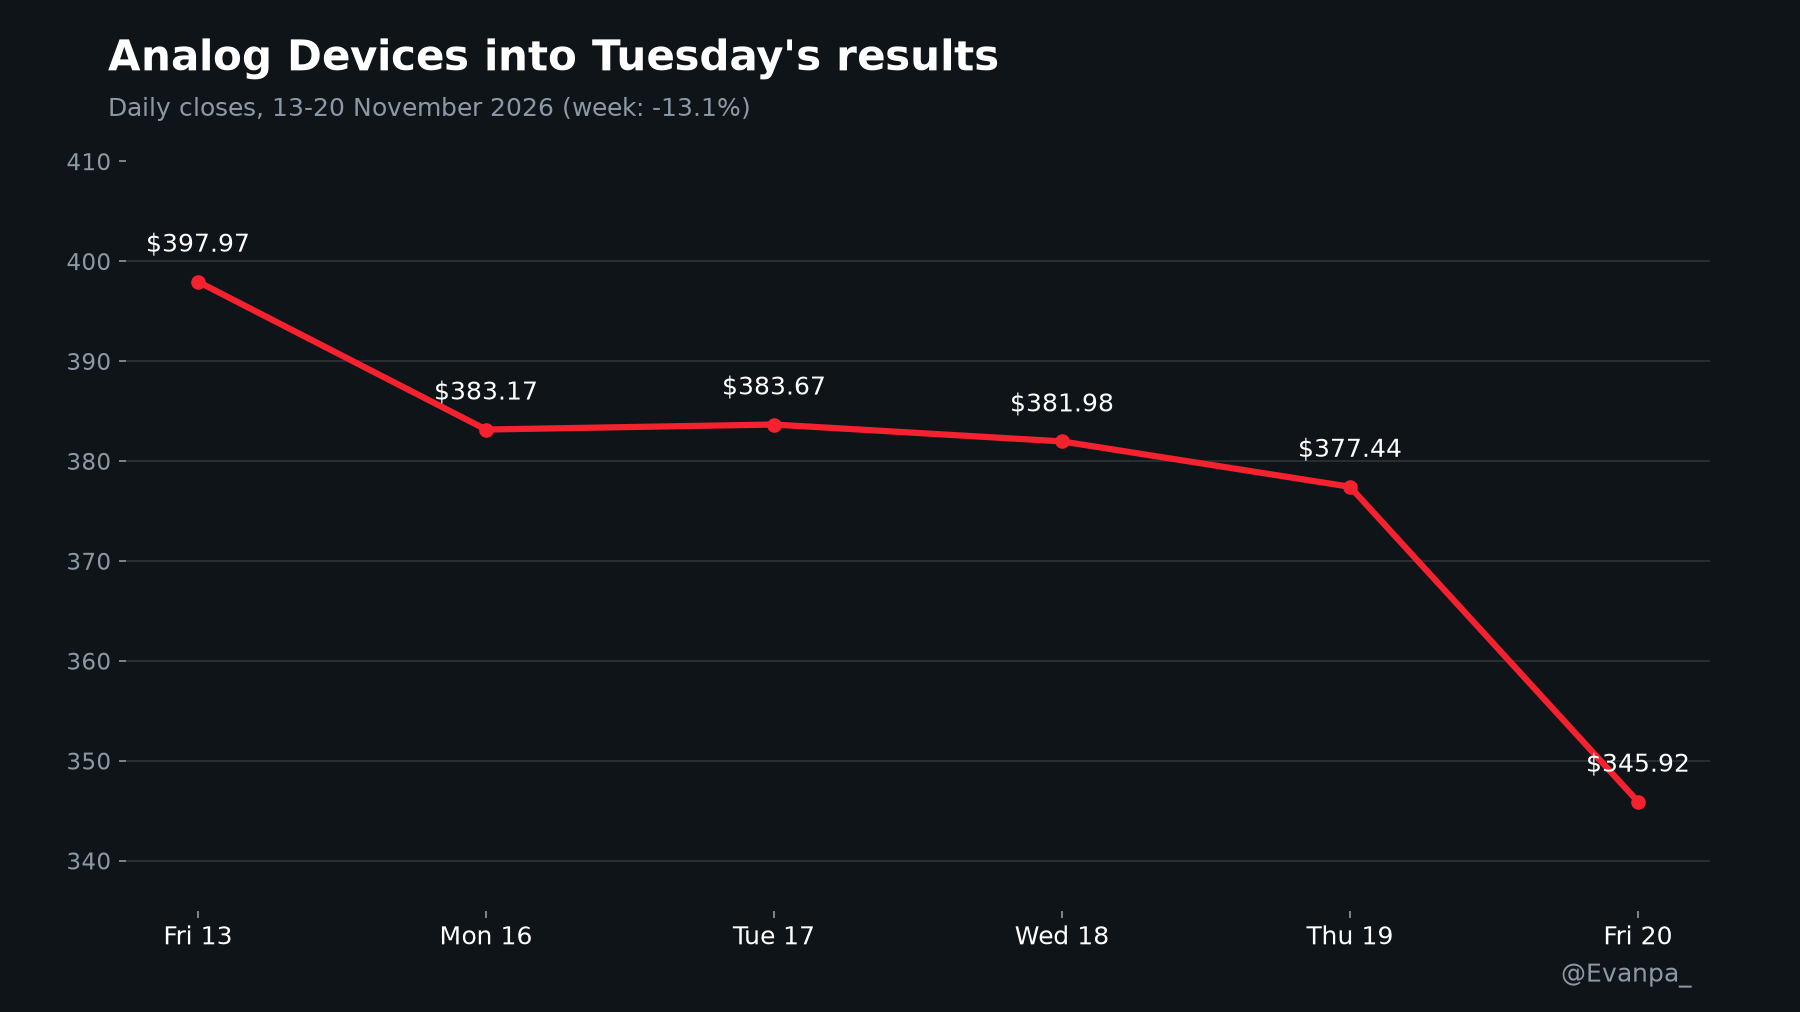 Analog Devices into Tuesday's results
Daily closes, 13-20 November 2026 (week: -13.1%)
410
400
390
380
370
360
350
340
$397.97
$383.17
$383.67
$381.98
$377.44
$345.92
Fri 13
Mon 16
Tue 17
Wed 18
Thu 19
Fri 20
@Evanpa_